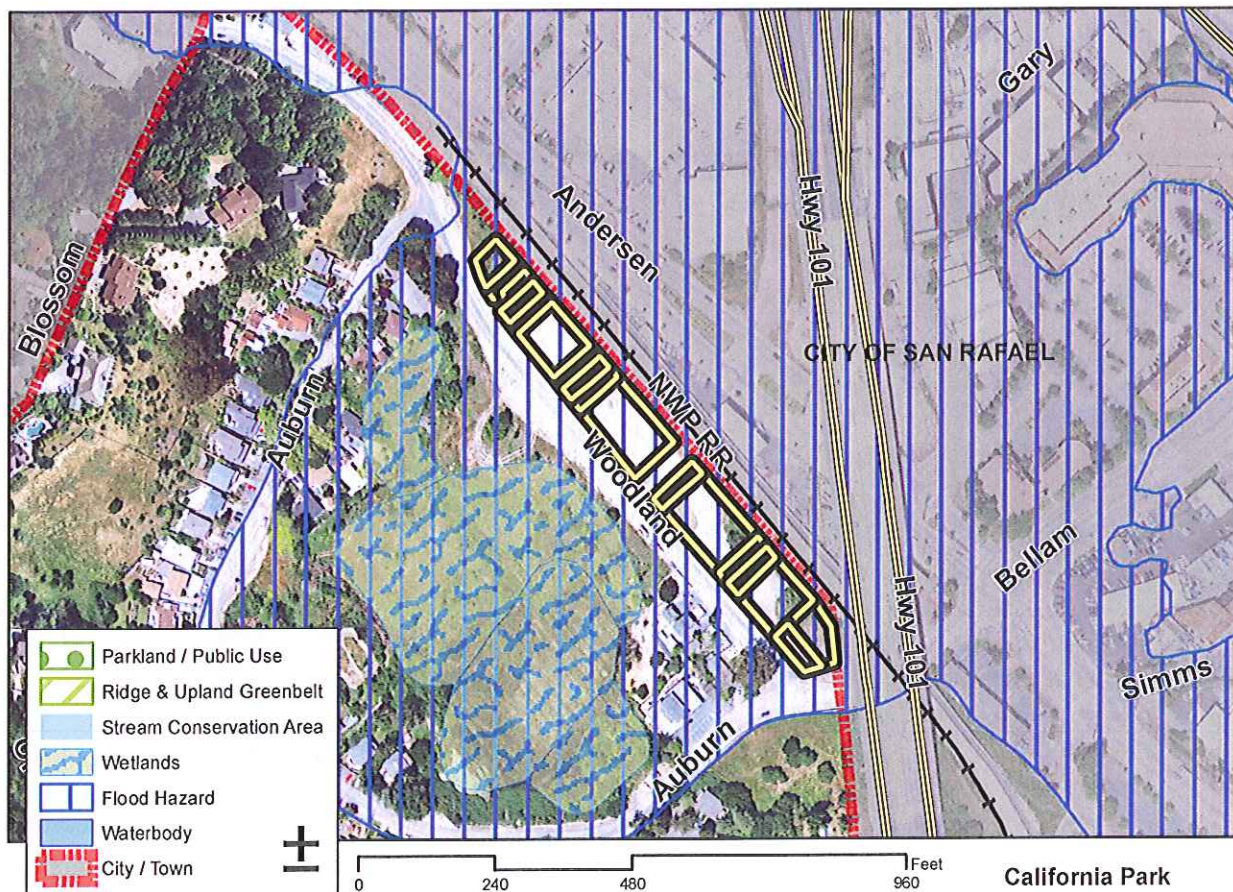 Gary
Andersen
Hwy 101
Blossom
CITY OF SAN RAFAEL
Auburn
NWP RR
Woodland
Bellam
Hwy 101
Simms
Auburn
Parkland / Public Use
Ridge & Upland Greenbelt
Stream Conservation Area
Wetlands
Flood Hazard
Waterbody
City / Town
Feet
0 240 480 960
California Park